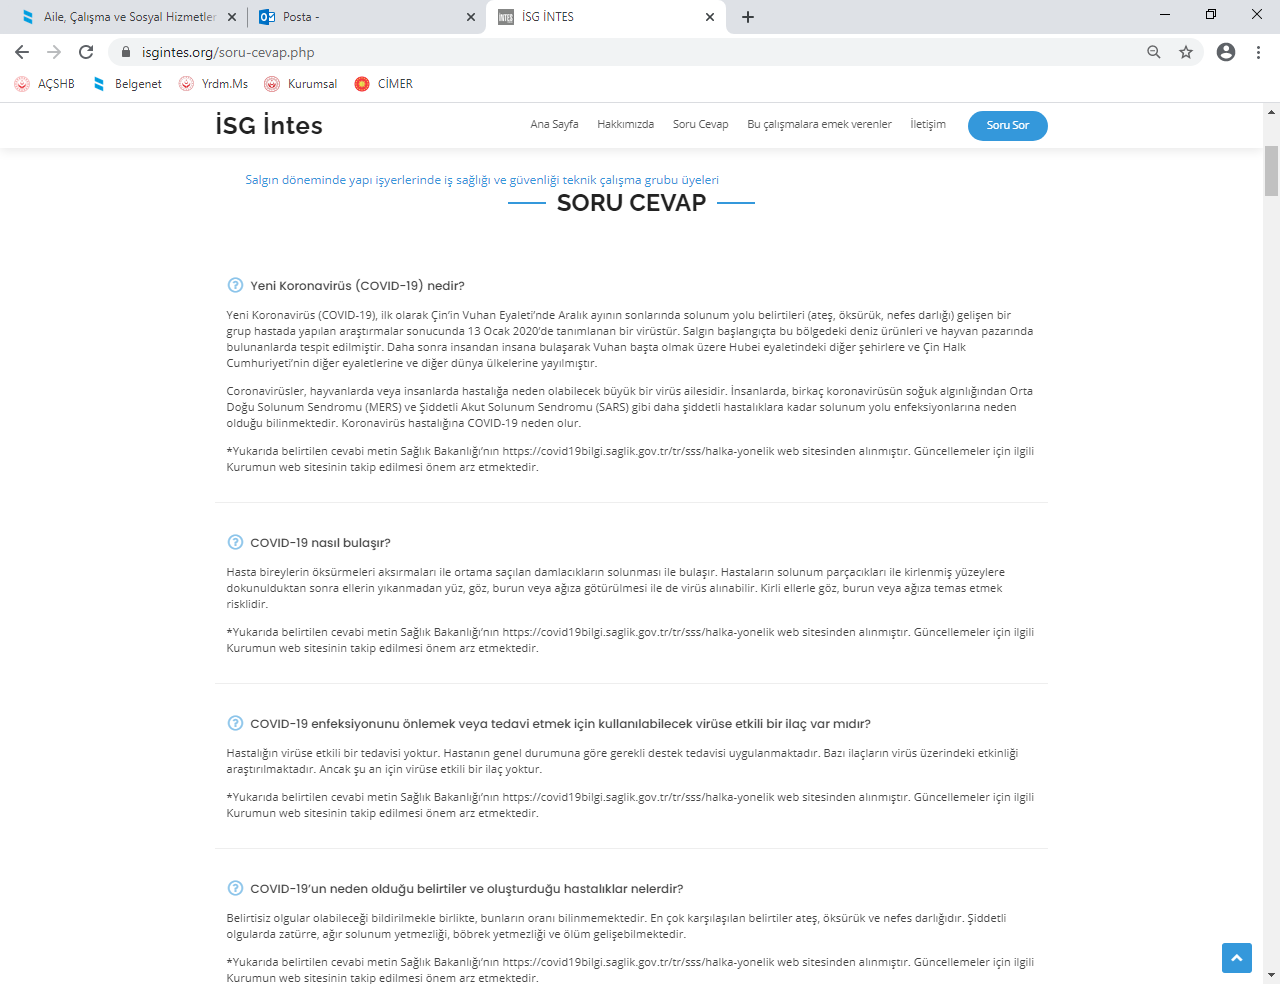 Aile, Çalışma ve Sosyal Hizmetler
Posta -
İSG İNTES
isgintes.org/soru-cevap.php
AÇSHB
Belgenet
Yrdm.Ms
Kurumsal
CİMER
İSG İntes
Ana Sayfa
Hakkımızda
Soru Cevap
Bu çalışmalara emek verenler
İletişim
Soru Sor
Salgın döneminde yapı işyerlerinde iş sağlığı ve güvenliği teknik çalışma grubu üyeleri
SORU CEVAP
Yeni Koronavirüs (COVID-19) nedir?
Yeni Koronavirüs (COVID-19), ilk olarak Çin’in Vuhan Eyaleti’nde Aralık ayının sonlarında solunum yolu belirtileri (ateş, öksürük, nefes darlığı) gelişen bir
grup hastada yapılan araştırmalar sonucunda 13 Ocak 2020’de tanımlanan bir virüstür. Salgın başlangıçta bu bölgedeki deniz ürünleri ve hayvan pazarında
bulunanlarda tespit edilmiştir. Daha sonra insandan insana bulaşarak Vuhan başta olmak üzere Hubei eyaletindeki diğer şehirlere ve Çin Halk
Cumhuriyeti’nin diğer eyaletlerine ve diğer dünya ülkelerine yayılmıştır.
Coronavirüsler, hayvanlarda veya insanlarda hastalığa neden olabilecek büyük bir virüs ailesidir. İnsanlarda, birkaç koronavirüsün soğuk algınlığından Orta
Doğu Solunum Sendromu (MERS) ve Şiddetli Akut Solunum Sendromu (SARS) gibi daha şiddetli hastalıklara kadar solunum yolu enfeksiyonlarına neden
olduğu bilinmektedir. Koronavirüs hastalığına COVID-19 neden olur.
*Yukarıda belirtilen cevabi metin Sağlık Bakanlığı’nın https://covid19bilgi.saglik.gov.tr/tr/sss/halka-yonelik web sitesinden alınmıştır. Güncellemeler için ilgili
Kurumun web sitesinin takip edilmesi önem arz etmektedir.
COVID-19 nasıl bulaşır?
Hasta bireylerin öksürmeleri aksırmaları ile ortama saçılan damlacıkların solunması ile bulaşır. Hastaların solunum parçacıkları ile kirlenmiş yüzeylere
dokunulduktan sonra ellerin yıkanmadan yüz, göz, burun veya ağıza götürülmesi ile de virüs alınabilir. Kirli ellerle göz, burun veya ağıza temas etmek
risklidir.
*Yukarıda belirtilen cevabi metin Sağlık Bakanlığı’nın https://covid19bilgi.saglik.gov.tr/tr/sss/halka-yonelik web sitesinden alınmıştır. Güncellemeler için ilgili
Kurumun web sitesinin takip edilmesi önem arz etmektedir.
COVID-19 enfeksiyonunu önlemek veya tedavi etmek için kullanılabilecek virüse etkili bir ilaç var mıdır?
Hastalığın virüse etkili bir tedavisi yoktur. Hastanın genel durumuna göre gerekli destek tedavisi uygulanmaktadır. Bazı ilaçların virüs üzerindeki etkinliği
araştırılmaktadır. Ancak şu an için virüse etkili bir ilaç yoktur.
*Yukarıda belirtilen cevabi metin Sağlık Bakanlığı’nın https://covid19bilgi.saglik.gov.tr/tr/sss/halka-yonelik web sitesinden alınmıştır. Güncellemeler için ilgili
Kurumun web sitesinin takip edilmesi önem arz etmektedir.
COVID-19’un neden olduğu belirtiler ve oluşturduğu hastalıklar nelerdir?
Belirtisiz olgular olabileceği bildirilmekle birlikte, bunların oranı bilinmemektedir. En çok karşılaşılan belirtiler ateş, öksürük ve nefes darlığıdır. Şiddetli
olgularda zatürre, ağır solunum yetmezliği, böbrek yetmezliği ve ölüm gelişebilmektedir.
*Yukarıda belirtilen cevabi metin Sağlık Bakanlığı’nın https://covid19bilgi.saglik.gov.tr/tr/sss/halka-yonelik web sitesinden alınmıştır. Güncellemeler için ilgili
Kurumun web sitesinin takip edilmesi önem arz etmektedir.